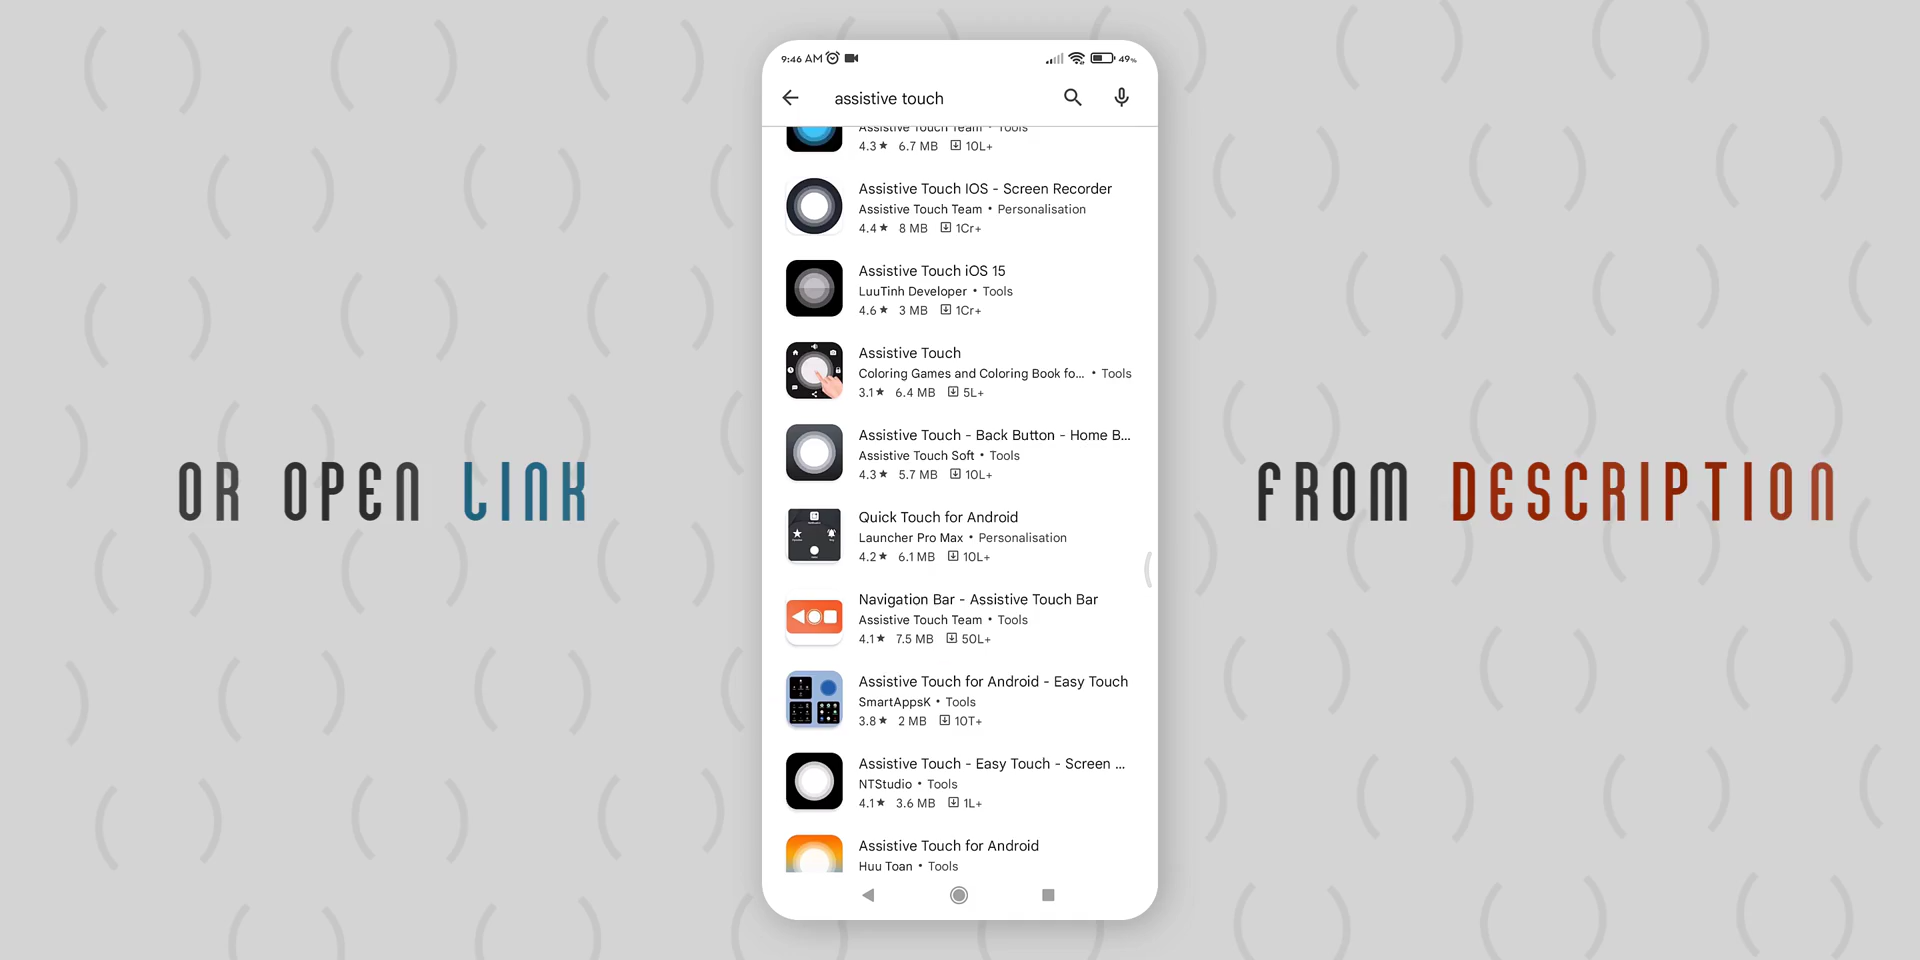 9:46 AM
49%
assistive touch
Assistive Touch Team • Tools
4.3★ 6.7 MB 10L+
Assistive Touch IOS - Screen Recorder
Assistive Touch Team • Personalisation
4.4★ 8 MB 1Cr+
Assistive Touch iOS 15
LuuTinh Developer • Tools
4.6★ 3 MB 1Cr+
Assistive Touch
Coloring Games and Coloring Book fo... • Tools
3.1★ 6.4 MB 5L+
Assistive Touch - Back Button - Home B...
Assistive Touch Soft • Tools
4.3★ 5.7 MB 10L+
OR OPEN LINK
FROM DESCRIPTION
Quick Touch for Android
Launcher Pro Max • Personalisation
4.2★ 6.1 MB 10L+
Navigation Bar - Assistive Touch Bar
Assistive Touch Team • Tools
4.1★ 7.5 MB 50L+
Assistive Touch for Android - Easy Touch
SmartAppsK • Tools
3.8★ 2 MB 10T+
Assistive Touch - Easy Touch - Screen ...
NTStudio • Tools
4.1★ 3.6 MB 1L+
Assistive Touch for Android
Huu Toan • Tools